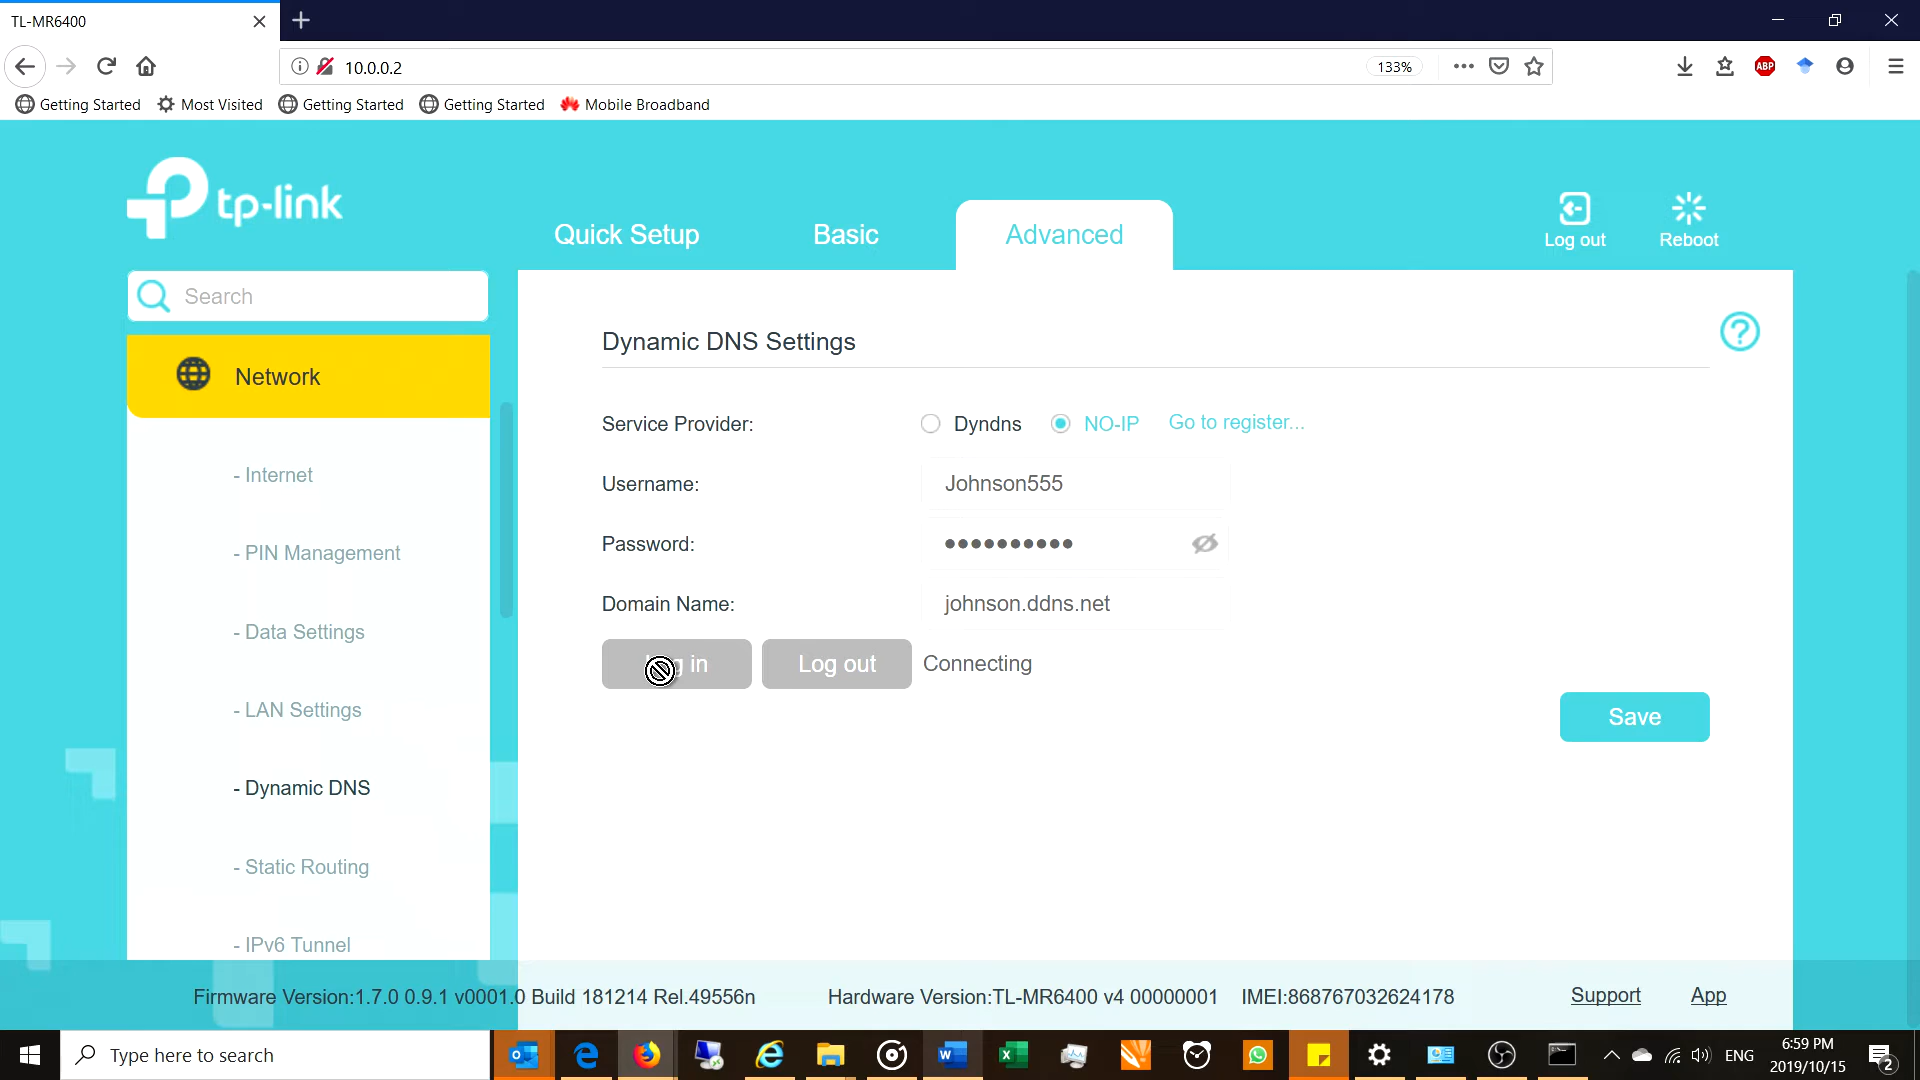 TL-MR6400
10.0.0.2
133%
ABP
Getting Started
Most Visited
Getting Started
Getting Started
Mobile Broadband
tp-link
Quick Setup
Basic
Advanced
Log out
Reboot
Search
Network
- Internet
- PIN Management
- Data Settings
- LAN Settings
- Dynamic DNS
- Static Routing
- IPv6 Tunnel
Dynamic DNS Settings
?
Service Provider:
Dyndns
NO-IP
Go to register...
Username:
Johnson555
Password:
●●●●●●●●●●
Domain Name:
johnson.ddns.net
in
Log out
Connecting
Save
Firmware Version:1.7.0 0.9.1 v0001.0 Build 181214 Rel.49556n
Hardware Version:TL-MR6400 v4 00000001
IMEI:868767032624178
Support
App
Type here to search
ENG
6:59 PM
2019/10/15
2